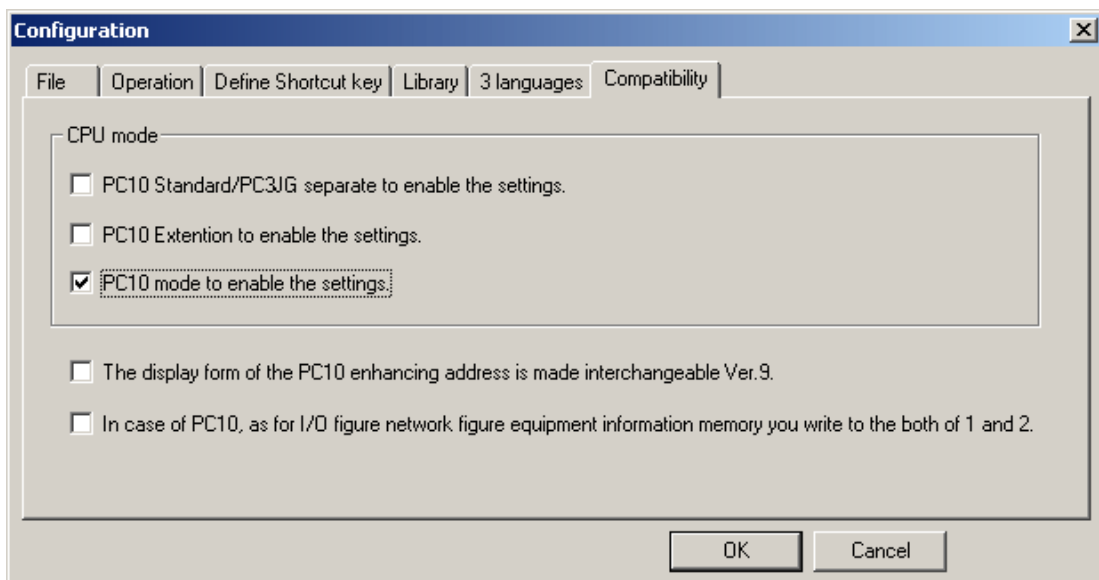 Configuration
File Operation Define Shortcut key Library 3 languages Compatibility
CPU mode
PC10 Standard/PC3JG separate to enable the settings.
PC10 Extention to enable the settings.
PC10 mode to enable the settings.
The display form of the PC10 enhancing address is made interchangeable Ver.9.
In case of PC10, as for I/O figure network figure equipment information memory you write to the both of 1 and 2.
OK Cancel